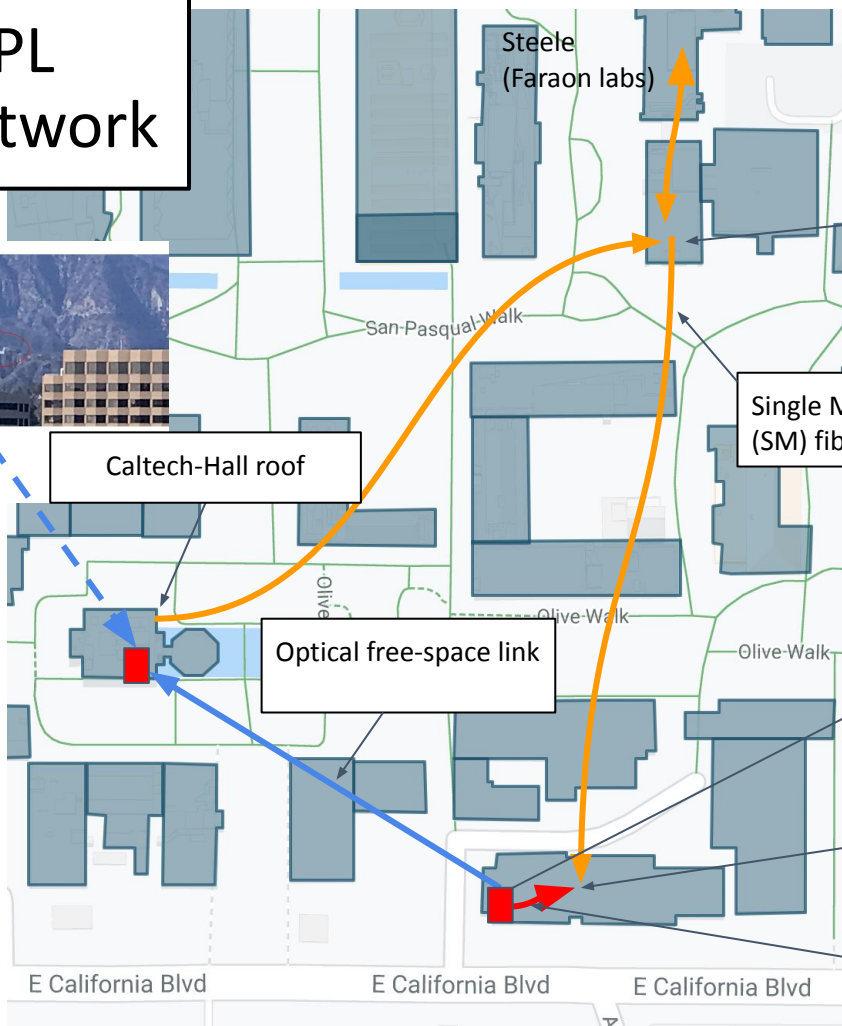 PL
twork
Steele
(Faraon labs)
San Pasqual Walk
Single M
(SM) fib
Caltech-Hall roof
Olive
Olive Walk
Optical free-space link
Olive Walk
E California Blvd
E California Blvd
E California Blvd
A